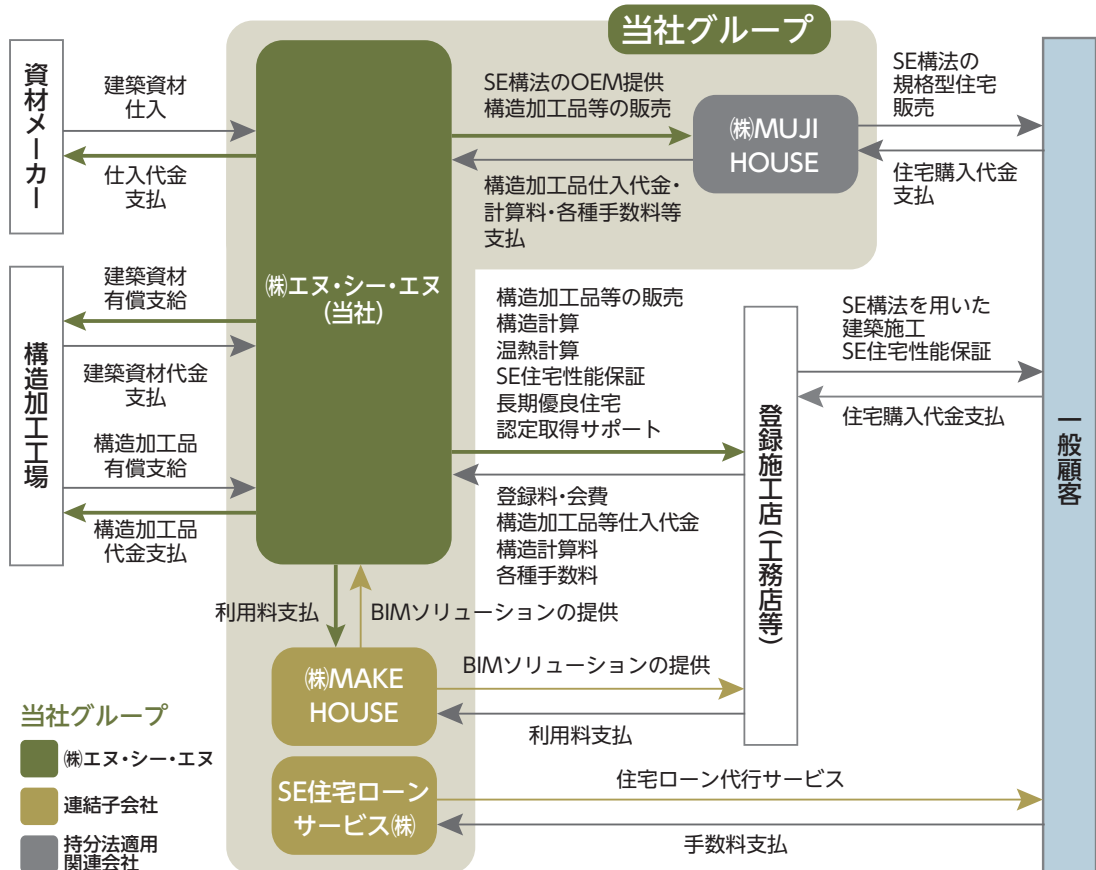 当社グループ
資材メーカー
建築資材
仕入
仕入代金
支払
SE構法のOEM提供
構造加工品等の販売
㈱MUJI
HOUSE
構造加工品仕入代金・
計算料・各種手数料等
支払
SE構法の
規格型住宅
販売
住宅購入代金
支払
㈱エヌ・シー・エヌ
(当社)
構造加工工場
建築資材
有償支給
建築資材代金
支払
構造加工品
有償支給
構造加工品
代金支払
構造加工品等の販売
構造計算
温熱計算
SE住宅性能保証
長期優良住宅
認定取得サポート
登録料・会費
構造加工品等仕入代金
構造計算料
各種手数料
登録施工店(工務店等)
SE構法を用いた
建築施工
SE住宅性能保証
住宅購入代金支払
一般顧客
利用料支払
BIMソリューションの提供
㈱MAKE
HOUSE
BIMソリューションの提供
利用料支払
SE住宅ローン
サービス㈱
住宅ローン代行サービス
手数料支払
当社グループ
㈱エヌ・シー・エヌ
連結子会社
持分法適用
関連会社